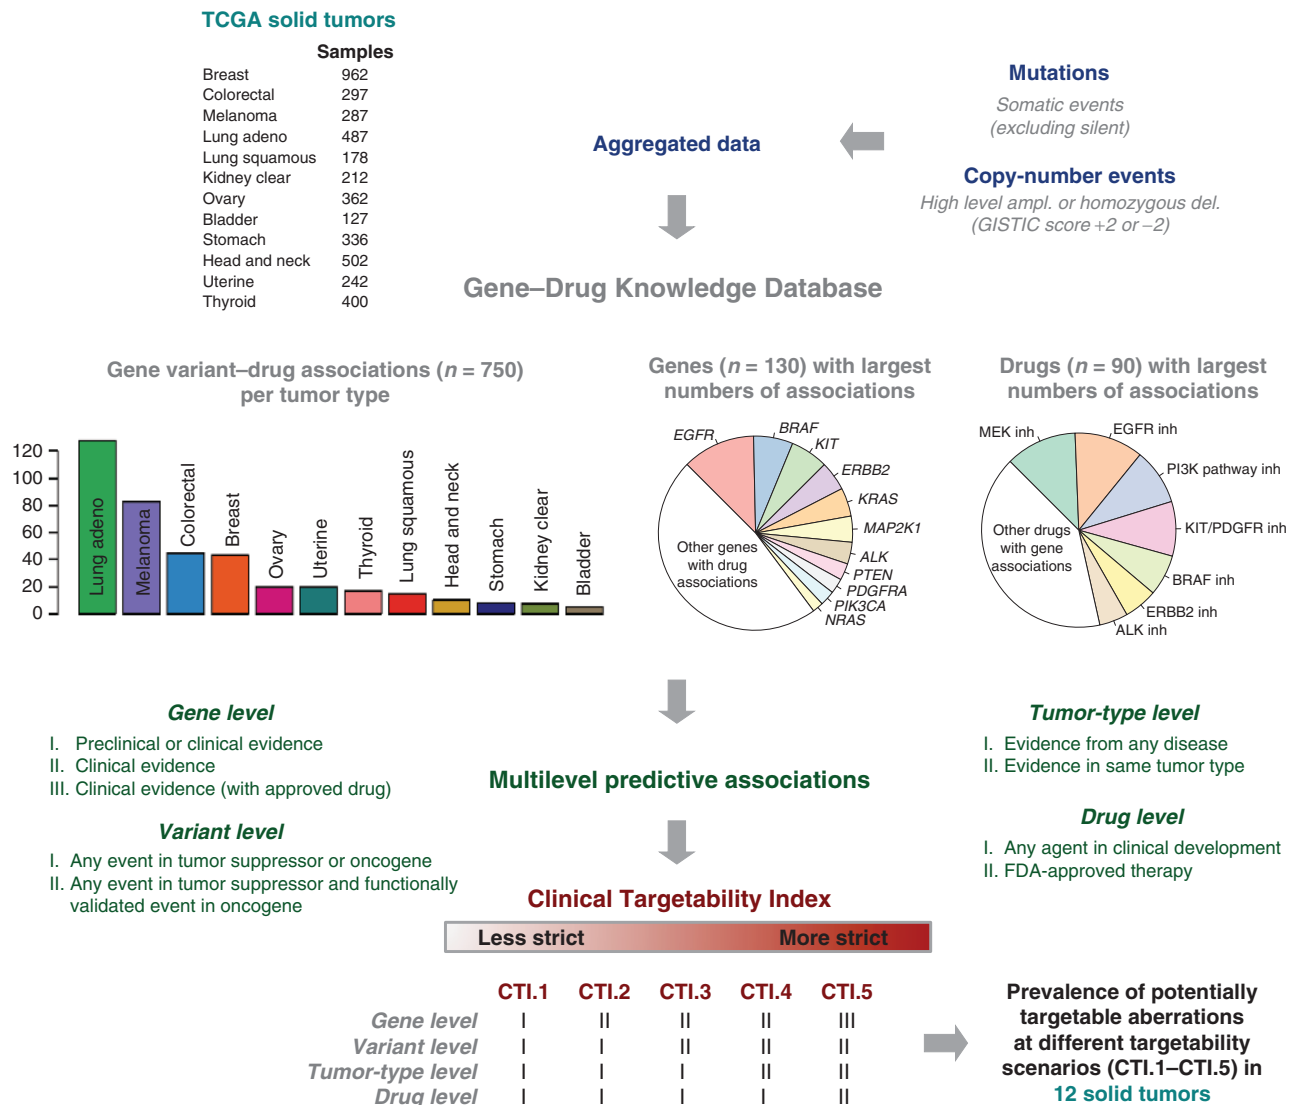 TCGA solid tumors
Samples
Breast 962
Colorectal 297
Melanoma 287
Lung adeno 487
Lung squamous 178
Kidney clear 212
Ovary 362
Bladder 127
Stomach 336
Head and neck 502
Uterine 242
Thyroid 400
Aggregated data
Mutations
Somatic events
(excluding silent)
Copy-number events
High level ampl. or homozygous del.
(GISTIC score +2 or −2)
Gene–Drug Knowledge Database
Gene variant–drug associations (n = 750)
per tumor type
120
100
80
60
40
20
0
Lung adeno
Melanoma
Colorectal
Breast
Ovary
Uterine
Thyroid
Lung squamous
Head and neck
Stomach
Kidney clear
Bladder
Genes (n = 130) with largest
numbers of associations
EGFR
BRAF
KIT
ERBB2
KRAS
MAP2K1
ALK
PTEN
PDGFRA
PIK3CA
NRAS
Other genes
with drug
associations
Drugs (n = 90) with largest
numbers of associations
MEK inh
EGFR inh
PI3K pathway inh
KIT/PDGFR inh
BRAF inh
ERBB2 inh
ALK inh
Other drugs
with gene
associations
Gene level
I. Preclinical or clinical evidence
II. Clinical evidence
III. Clinical evidence (with approved drug)
Variant level
I. Any event in tumor suppressor or oncogene
II. Any event in tumor suppressor and functionally
validated event in oncogene
Multilevel predictive associations
Tumor-type level
I. Evidence from any disease
II. Evidence in same tumor type
Drug level
I. Any agent in clinical development
II. FDA-approved therapy
Clinical Targetability Index
Less strict More strict
CTI.1 CTI.2 CTI.3 CTI.4 CTI.5
Gene level I II II II III
Variant level I I II II II
Tumor-type level I I I II II
Drug level I I I I II
Prevalence of potentially
targetable aberrations
at different targetability
scenarios (CTI.1–CTI.5) in
12 solid tumors